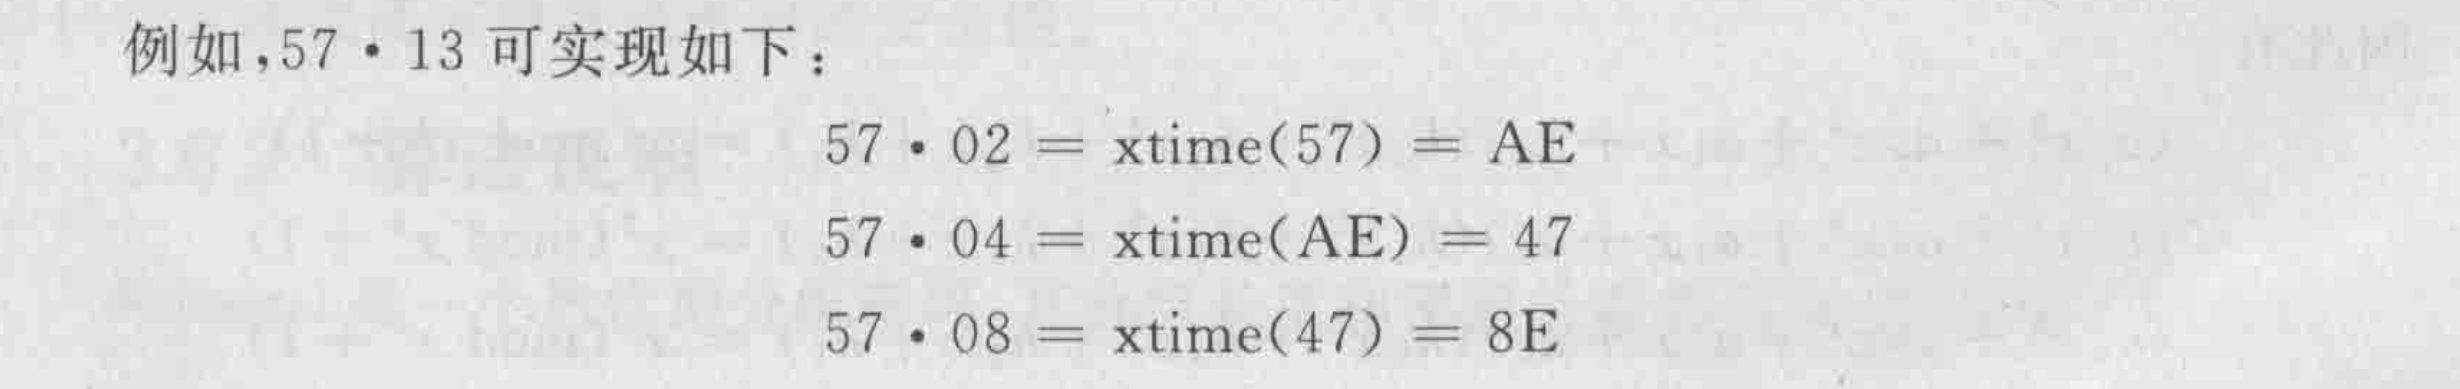 例如,57 • 13 可实现如下：
57 • 02 = xtime(57) = AE
57 • 04 = xtime(AE) = 47
57 • 08 = xtime(47) = 8E